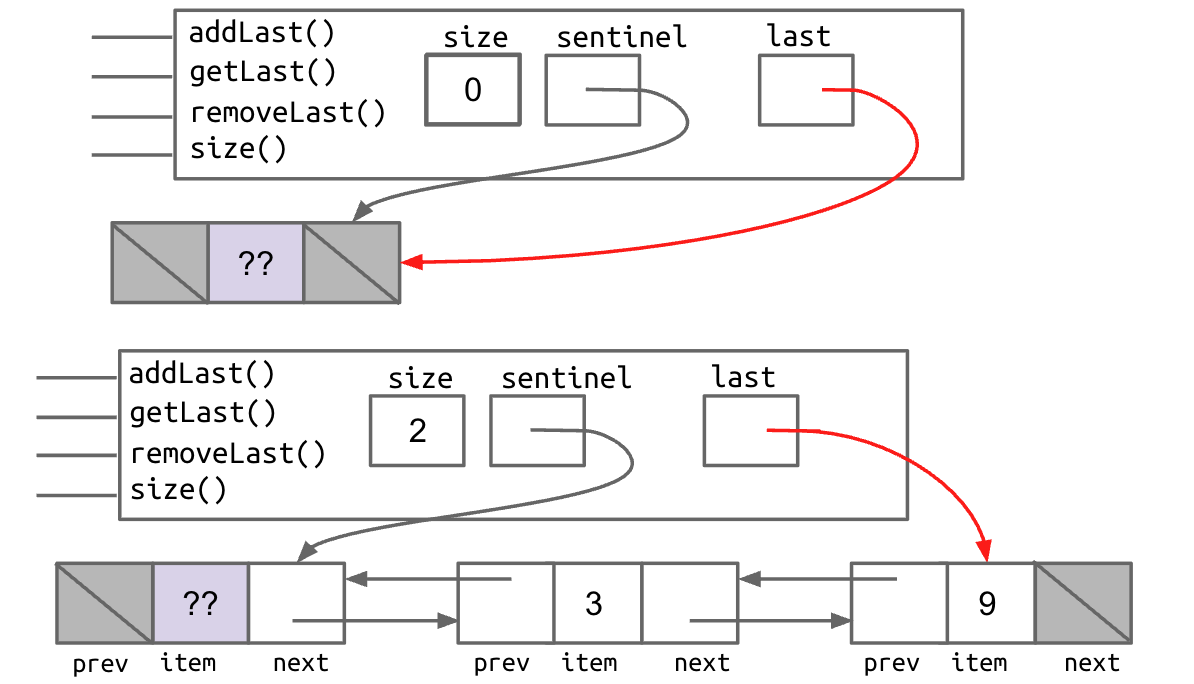 addLast()
size sentinel last
getLast()
0
removeLast()
size()
??
addLast()
size sentinel last
getLast()
2
removeLast()
size()
?? 3 9
prev item next prev item next prev item next